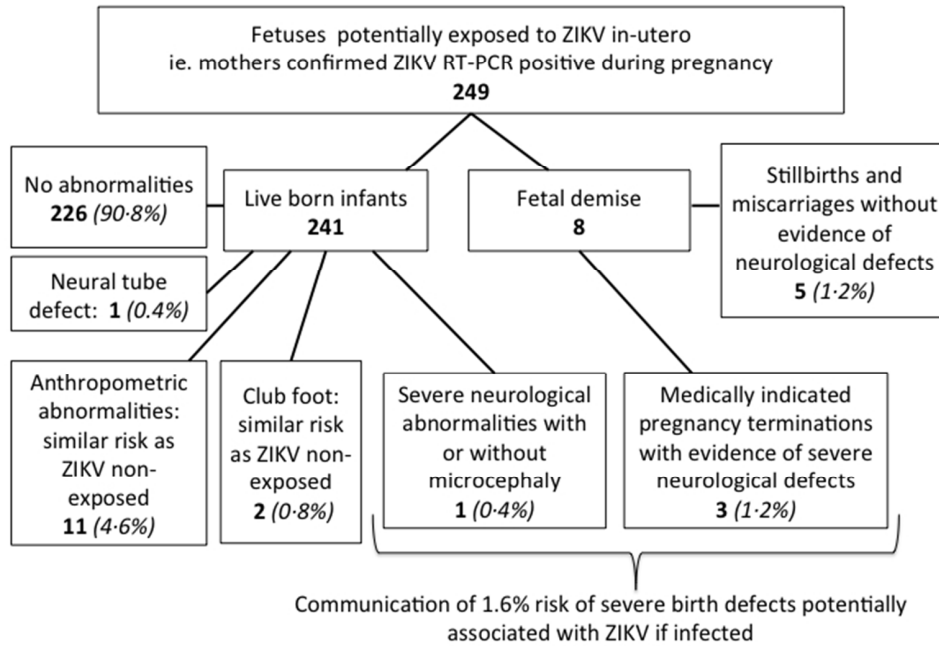 Fetuses potentially exposed to ZIKV in-utero
ie. mothers confirmed ZIKV RT-PCR positive during pregnancy
249
No abnormalities
226 (90·8%)
Live born infants
241
Fetal demise
8
Stillbirths and
miscarriages without
evidence of
neurological defects
5 (1·2%)
Neural tube
defect: 1 (0.4%)
Anthropometric
abnormalities:
similar risk as
ZIKV non-
exposed
11 (4·6%)
Club foot:
similar risk
as ZIKV non-
exposed
2 (0·8%)
Severe neurological
abnormalities with
or without
microcephaly
1 (0·4%)
Medically indicated
pregnancy terminations
with evidence of severe
neurological defects
3 (1·2%)
Communication of 1.6% risk of severe birth defects potentially
associated with ZIKV if infected